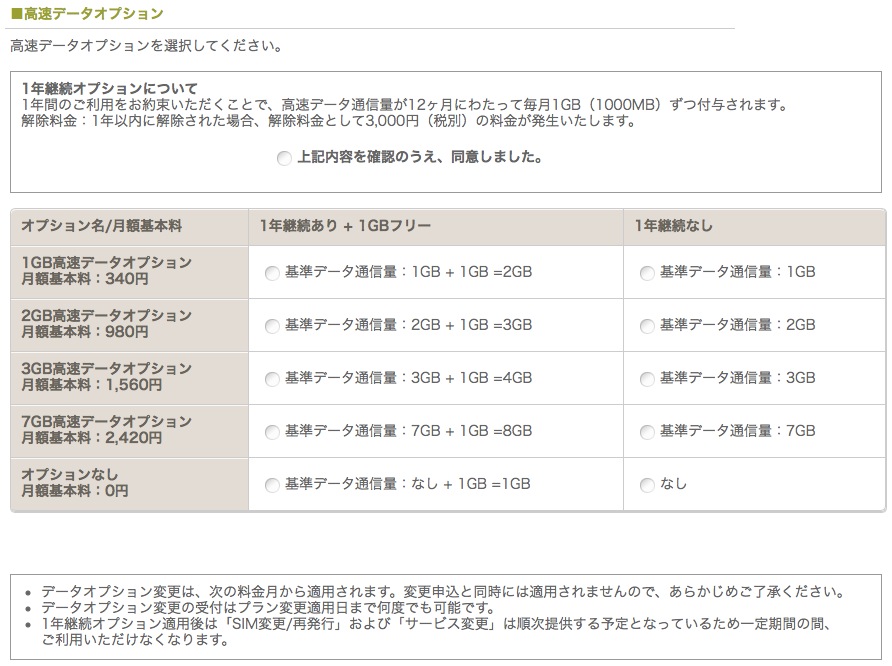 ■高速データオプション
高速データオプションを選択してください。
1年継続オプションについて
1年間のご利用をお約束いただくことで、高速データ通信量が12ヶ月にわたって毎月1GB（1000MB）ずつ付与されます。
解除料金：1年以内に解除された場合、解除料金として3,000円（税別）の料金が発生いたします。
上記内容を確認のうえ、同意しました。
オプション名/月額基本料 1年継続あり + 1GBフリー 1年継続なし
1GB高速データオプション
月額基本料：340円
基準データ通信量：1GB + 1GB =2GB 基準データ通信量：1GB
2GB高速データオプション
月額基本料：980円
基準データ通信量：2GB + 1GB =3GB 基準データ通信量：2GB
3GB高速データオプション
月額基本料：1,560円
基準データ通信量：3GB + 1GB =4GB 基準データ通信量：3GB
7GB高速データオプション
月額基本料：2,420円
基準データ通信量：7GB + 1GB =8GB 基準データ通信量：7GB
オプションなし
月額基本料：0円
基準データ通信量：なし + 1GB =1GB なし
• データオプション変更は、次の料金月から適用されます。変更申込と同時には適用されませんので、あらかじめご了承ください。
• データオプション変更の受付はプラン変更適用日まで何度でも可能です。
• 1年継続オプション適用後は「SIM変更/再発行」および「サービス変更」は順次提供する予定となっているため一定期間の間、
ご利用いただけなくなります。